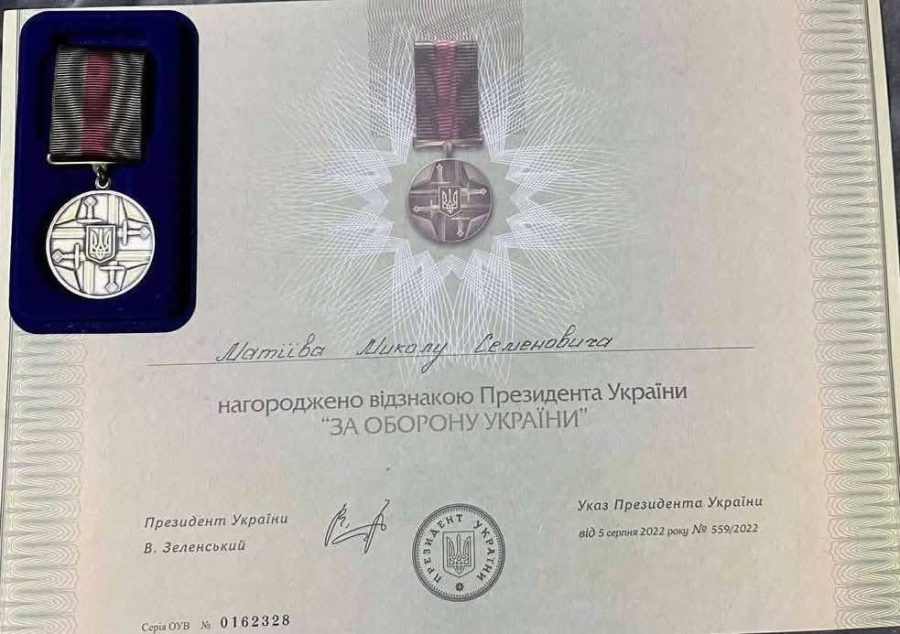 Матіїва Миколу Семеновича
нагороджено відзнакою Президента України
“ЗА ОБОРОНУ УКРАЇНИ”
Президент України
В. Зеленський
ПРЕЗИДЕНТ УКРАЇНИ
Указ Президента України
від 5 серпня 2022 року № 559/2022
Серія ОУВ № 0162328